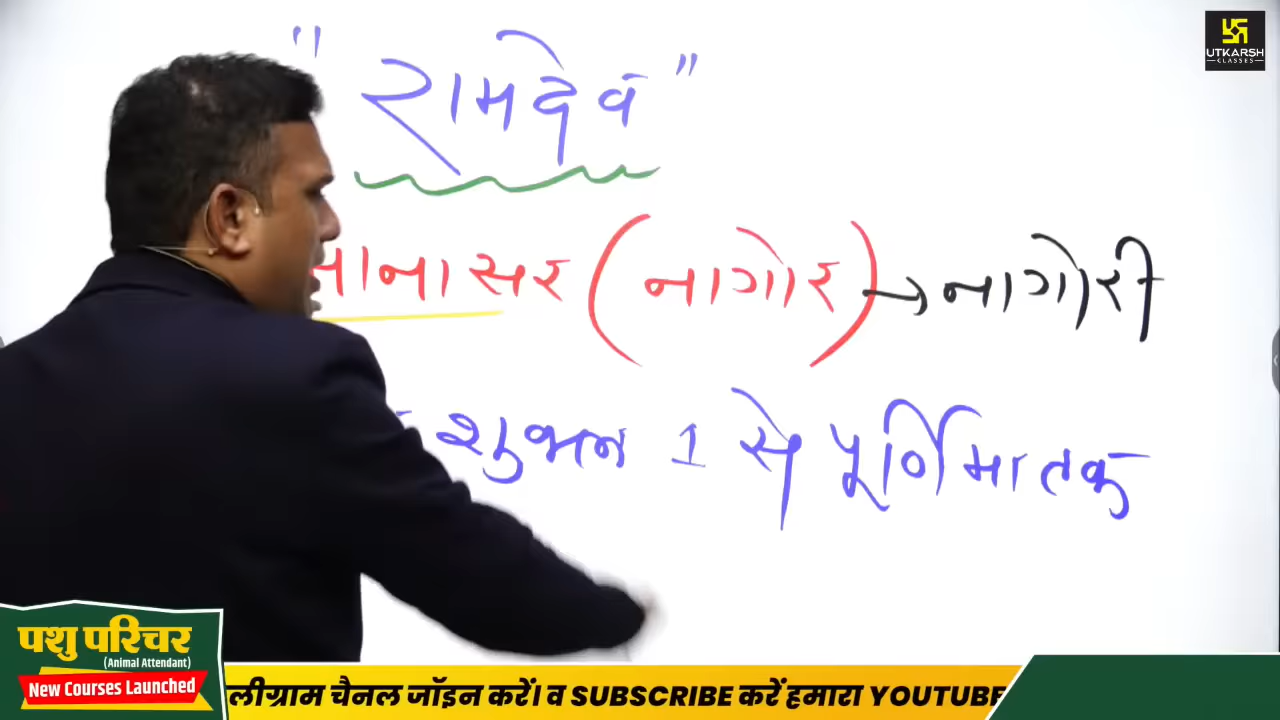 UTKARSH
CLASSES
"रामदेव"
मानासर (नागोर) → नागोरी
शुक्ल 1 से पूर्णिमा तक
पशु परिचर
(Animal Attendant)
New Courses Launched
लीग्राम चैनल जॉइन करें। व SUBSCRIBE करें हमारा YOUTUBE